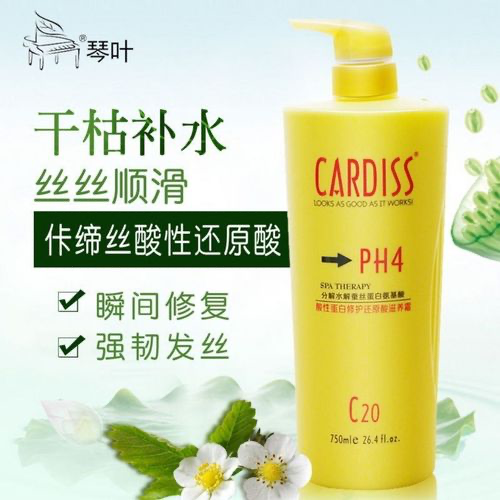 ®琴叶
干枯补水
丝丝顺滑
佧缔丝酸性还原酸
瞬间修复
强韧发丝
CARDISS®
LOOKS AS GOOD AS IT WORKS!
PH4
SPA THERAPY
分解水解蚕丝蛋白氨基酸
酸性蛋白修护还原酸滋养霜
C20
750ml℮ 26.4 fl.oz.